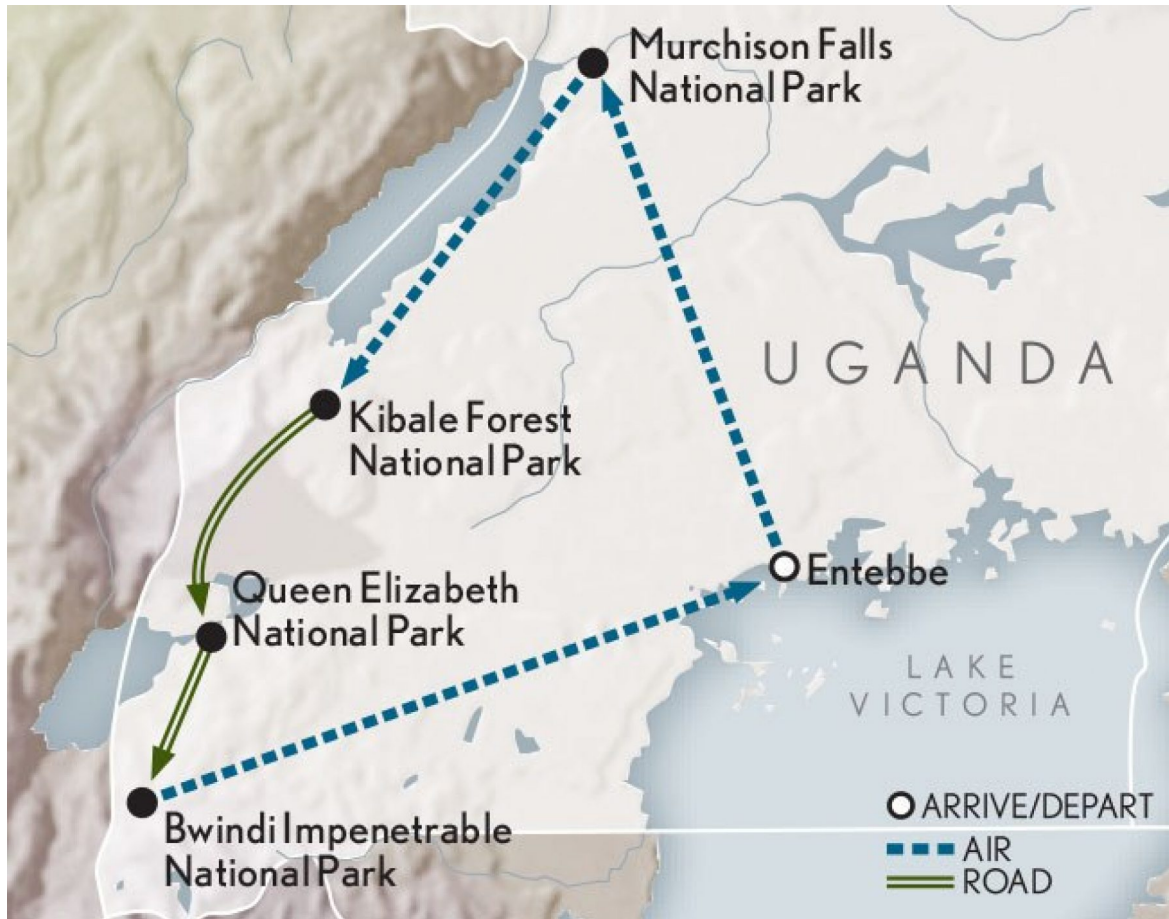 Murchison Falls
National Park
UGANDA
Kibale Forest
National Park
Entebbe
Queen Elizabeth
National Park
LAKE
VICTORIA
Bwindi Impenetrable
National Park
ARRIVE/DEPART
AIR
ROAD